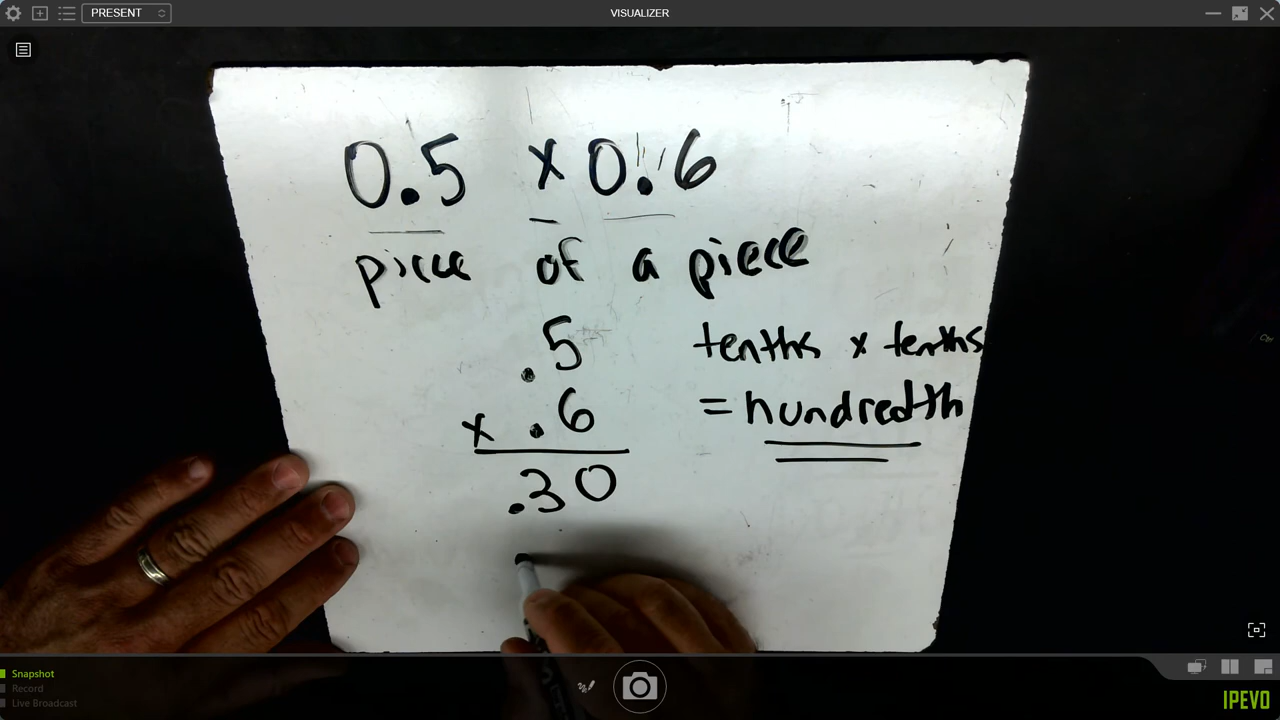 PRESENT
VISUALIZER
0.5 x 0.6
piece of a piece
.5
x .6
.30
tenths x tenths
= hundredth
Snapshot
Record
Live Broadcast
IPEVO